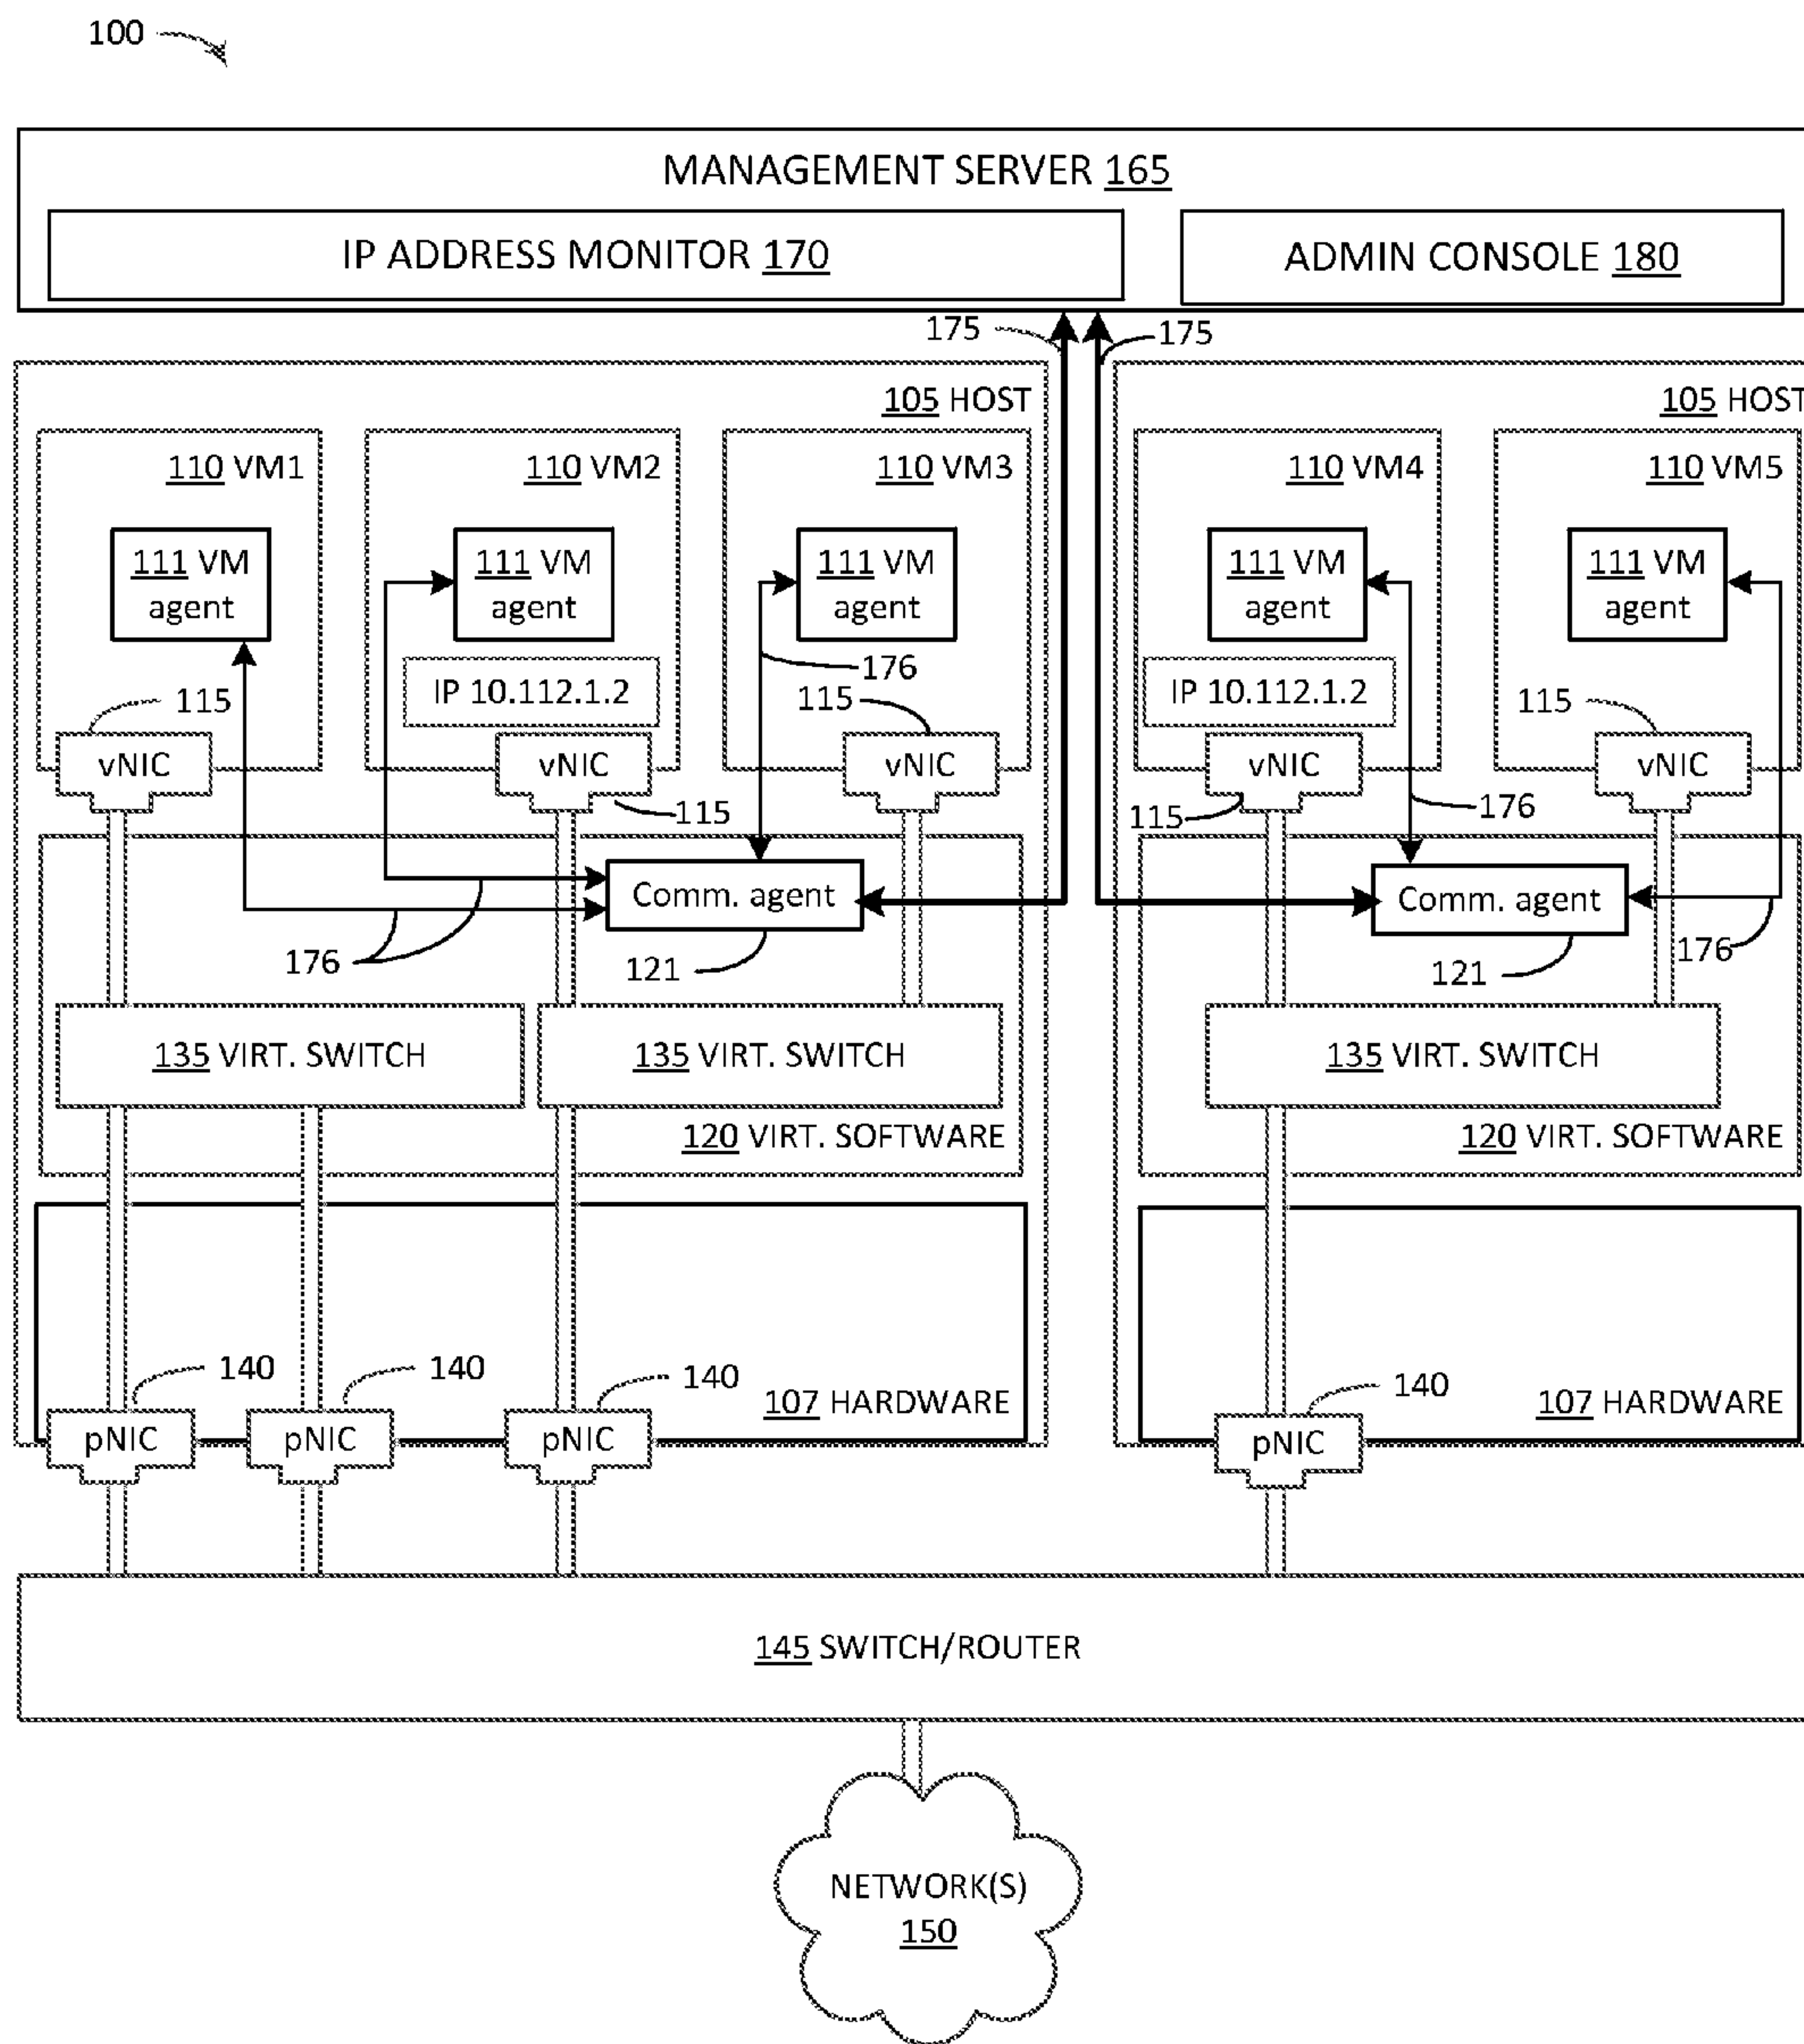 100
MANAGEMENT SERVER 165
IP ADDRESS MONITOR 170
ADMIN CONSOLE 180
175
175
105 HOST
105 HOST
110 VM1
110 VM2
110 VM3
110 VM4
110 VM5
111 VM
agent
111 VM
agent
111 VM
agent
111 VM
agent
111 VM
agent
176
IP 10.112.1.2
IP 10.112.1.2
115
115
115
vNIC
vNIC
vNIC
vNIC
vNIC
115
115
176
Comm. agent
Comm. agent
176
121
121
176
135 VIRT. SWITCH
135 VIRT. SWITCH
135 VIRT. SWITCH
120 VIRT. SOFTWARE
120 VIRT. SOFTWARE
140
140
140
140
107 HARDWARE
107 HARDWARE
pNIC
pNIC
pNIC
pNIC
145 SWITCH/ROUTER
NETWORK(S)
150